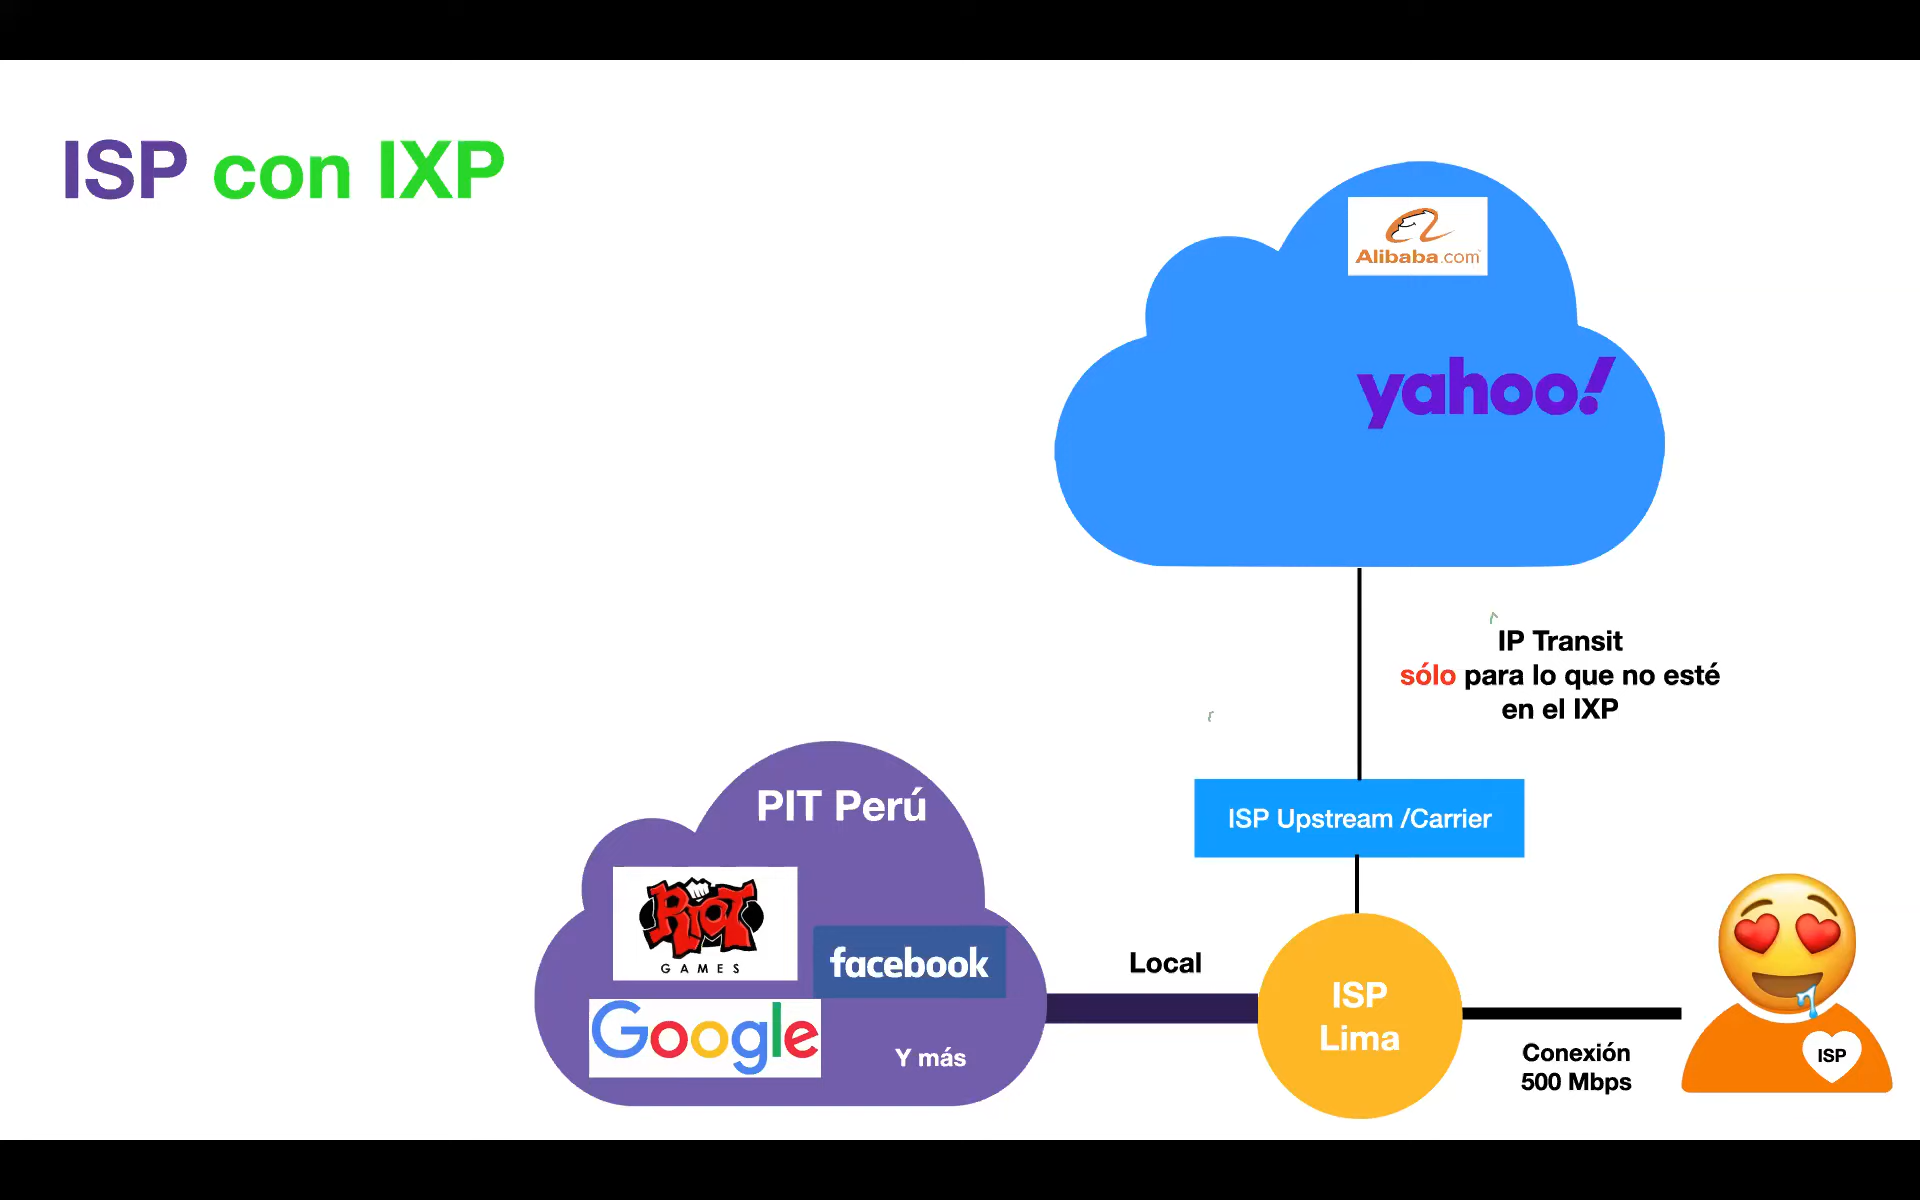 ISP con IXP
Alibaba.com
yahoo!
IP Transit
sólo para lo que no esté
en el IXP
ISP Upstream /Carrier
PIT Perú
RIOT
GAMES
facebook
Google
Y más
Local
ISP
Lima
Conexión
500 Mbps
ISP